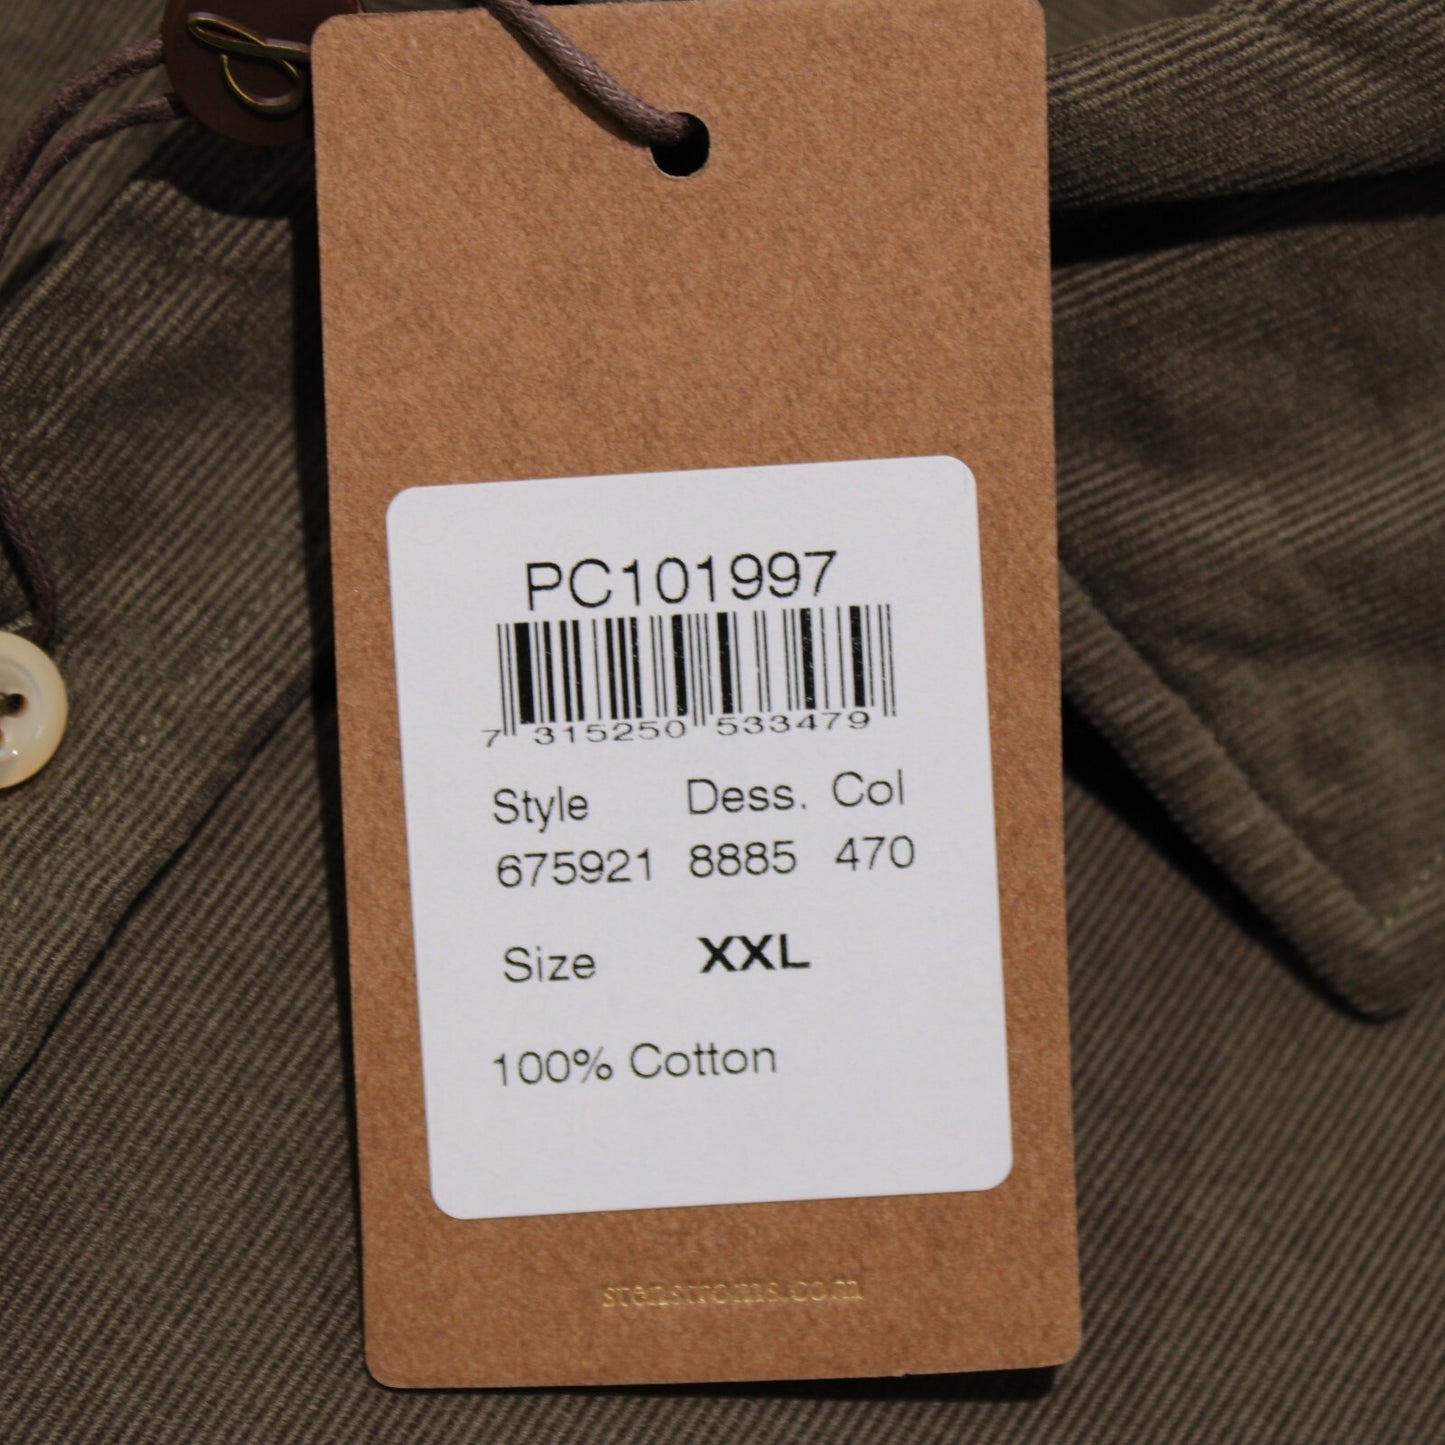 PC101997
7 315250 533479
Style Dess. Col
675921 8885 470
Size XXL
100% Cotton
stenstroms.com